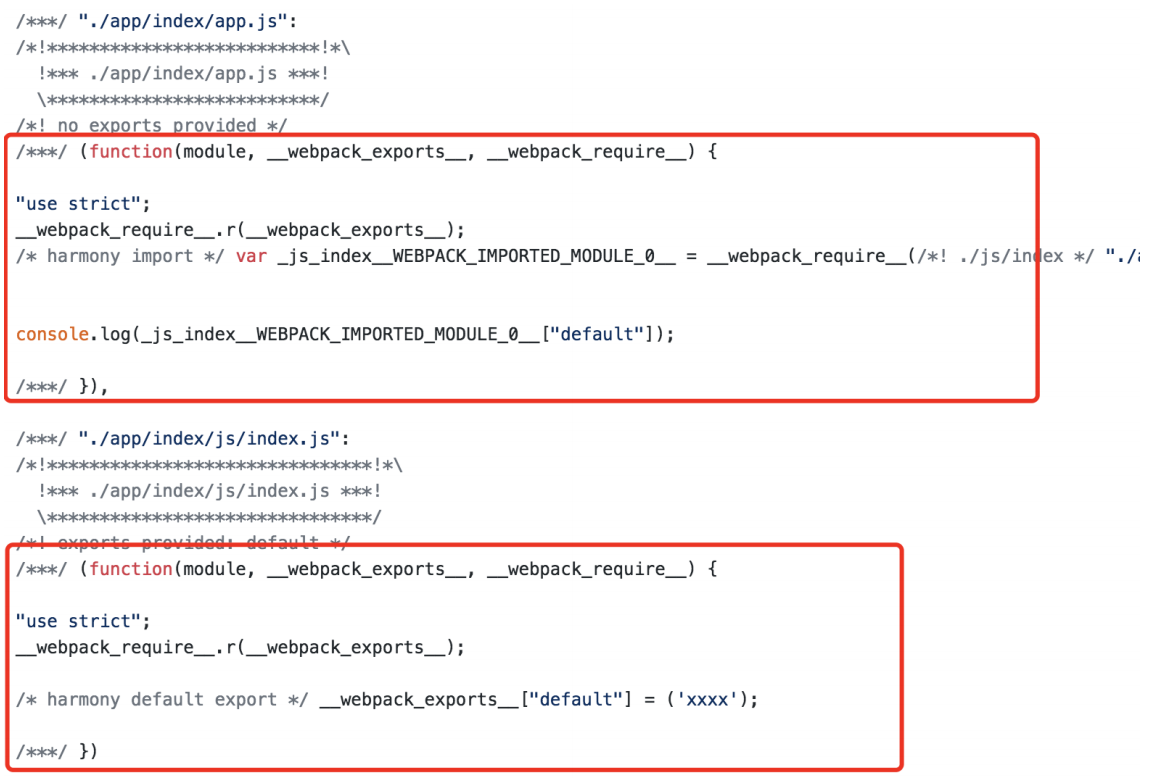 /***/ "./app/index/app.js":
/*!**************************!*\
  !*** ./app/index/app.js ***!
  \**************************/
/*! no exports provided */
/***/ (function(module, __webpack_exports__, __webpack_require__) {
"use strict";
__webpack_require__.r(__webpack_exports__);
/* harmony import */ var _js_index__WEBPACK_IMPORTED_MODULE_0__ = __webpack_require__(/*! ./js/index */ "./
console.log(_js_index__WEBPACK_IMPORTED_MODULE_0__["default"]);
/***/ }),
/***/ "./app/index/js/index.js":
/*!*******************************!*\
  !*** ./app/index/js/index.js ***!
  \*******************************/
/*! exports provided: default */
/***/ (function(module, __webpack_exports__, __webpack_require__) {
"use strict";
__webpack_require__.r(__webpack_exports__);
/* harmony default export */ __webpack_exports__["default"] = ('xxxx');
/***/ })